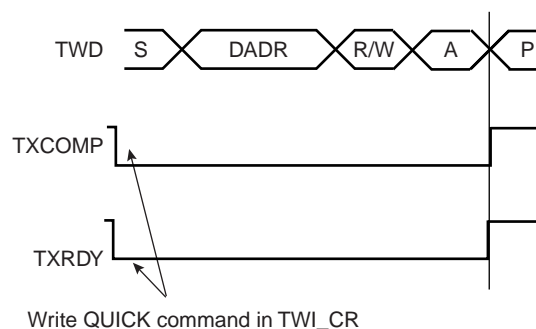 TWD S DADR R/W A P
TXCOMP
TXRDY
Write QUICK command in TWI_CR